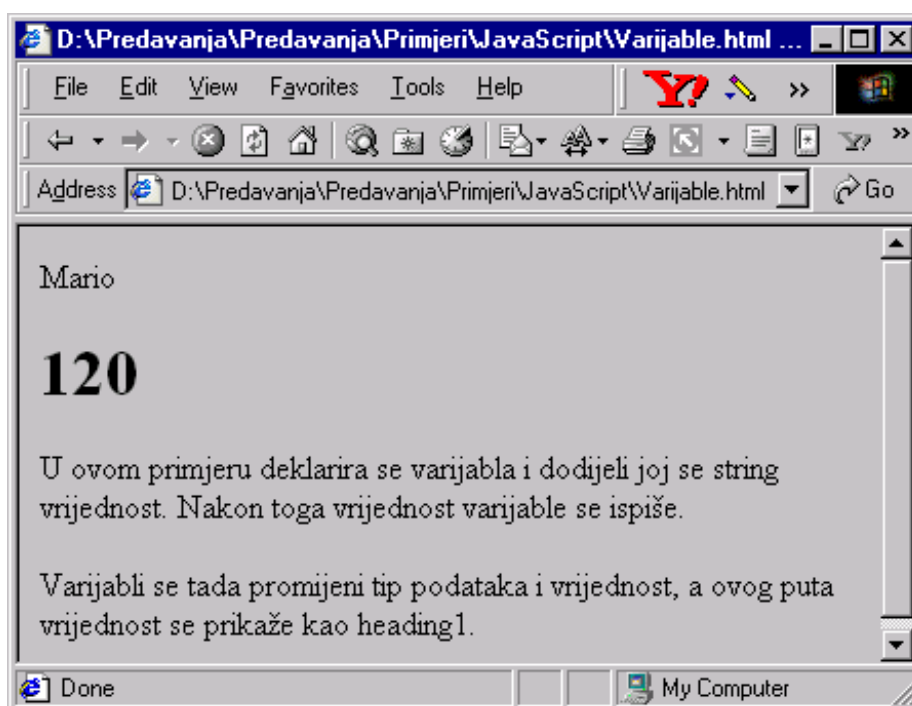 D:\Predavanja\Predavanja\Primjeri\JavaScript\Varijable.html ...
File Edit View Favorites Tools Help Y! »
Y! »
Address D:\Predavanja\Predavanja\Primjeri\JavaScript\Varijable.html Go
Mario
120
U ovom primjeru deklarira se varijabla i dodijeli joj se string
vrijednost. Nakon toga vrijednost varijable se ispiše.
Varijabli se tada promijeni tip podataka i vrijednost, a ovog puta
vrijednost se prikaže kao heading1.
Done My Computer